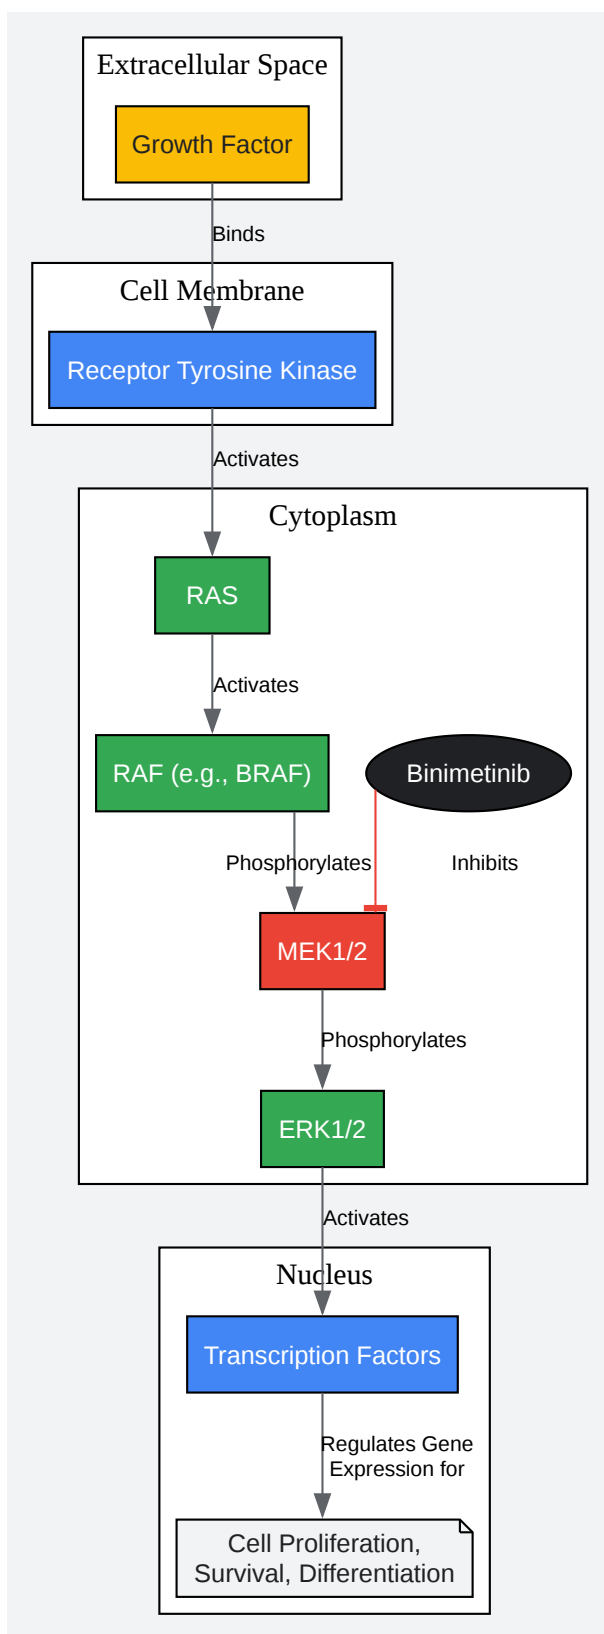 Extracellular Space
Growth Factor
Binds
Cell Membrane
Receptor Tyrosine Kinase
Activates
Cytoplasm
RAS
Activates
RAF (e.g., BRAF)
Binimetinib
Phosphorylates
Inhibits
MEK1/2
Phosphorylates
ERK1/2
Activates
Nucleus
Transcription Factors
Regulates Gene
Expression for
Cell Proliferation,
Survival, Differentiation